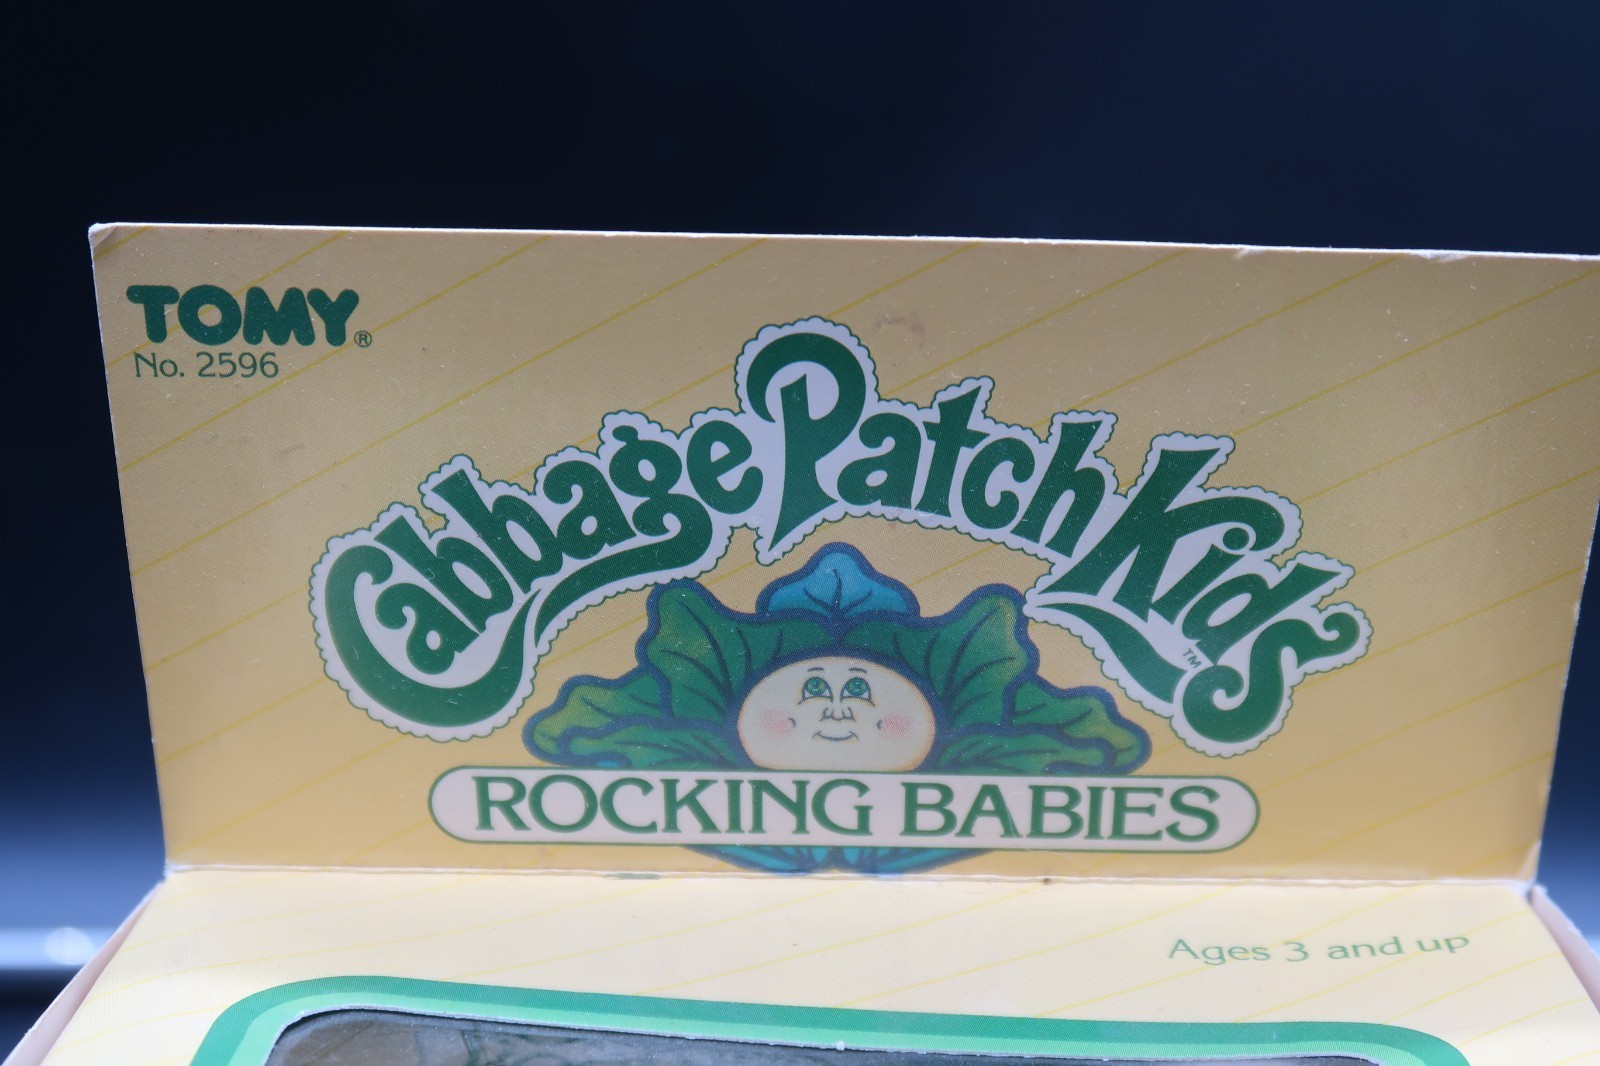 TOMY®
No. 2596
Cabbage Patch Kids™
ROCKING BABIES
Ages 3 and up